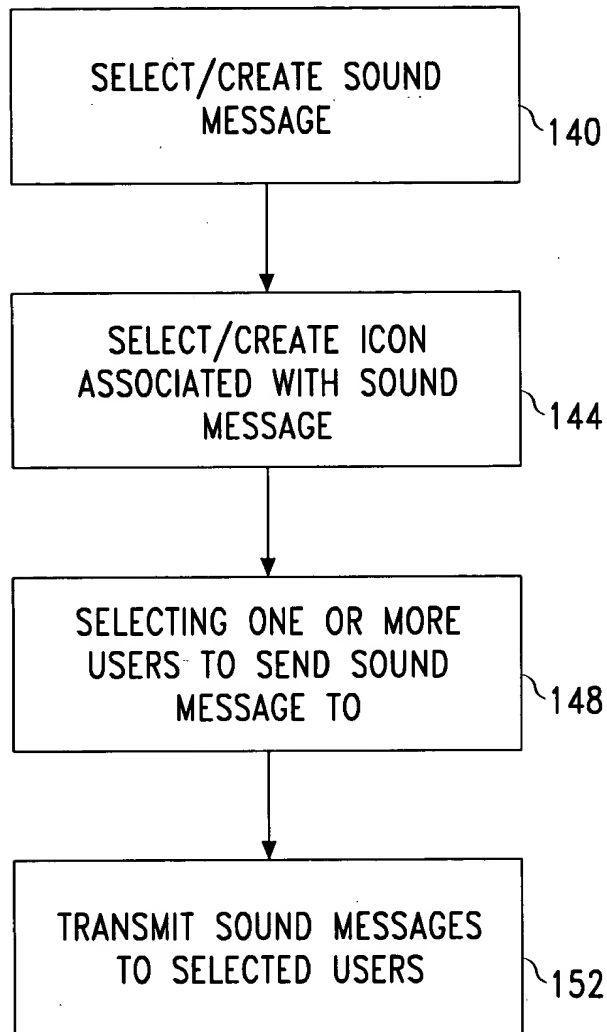 SELECT/CREATE SOUND
MESSAGE
140
SELECT/CREATE ICON
ASSOCIATED WITH SOUND
MESSAGE
144
SELECTING ONE OR MORE
USERS TO SEND SOUND
MESSAGE TO
148
TRANSMIT SOUND MESSAGES
TO SELECTED USERS
152